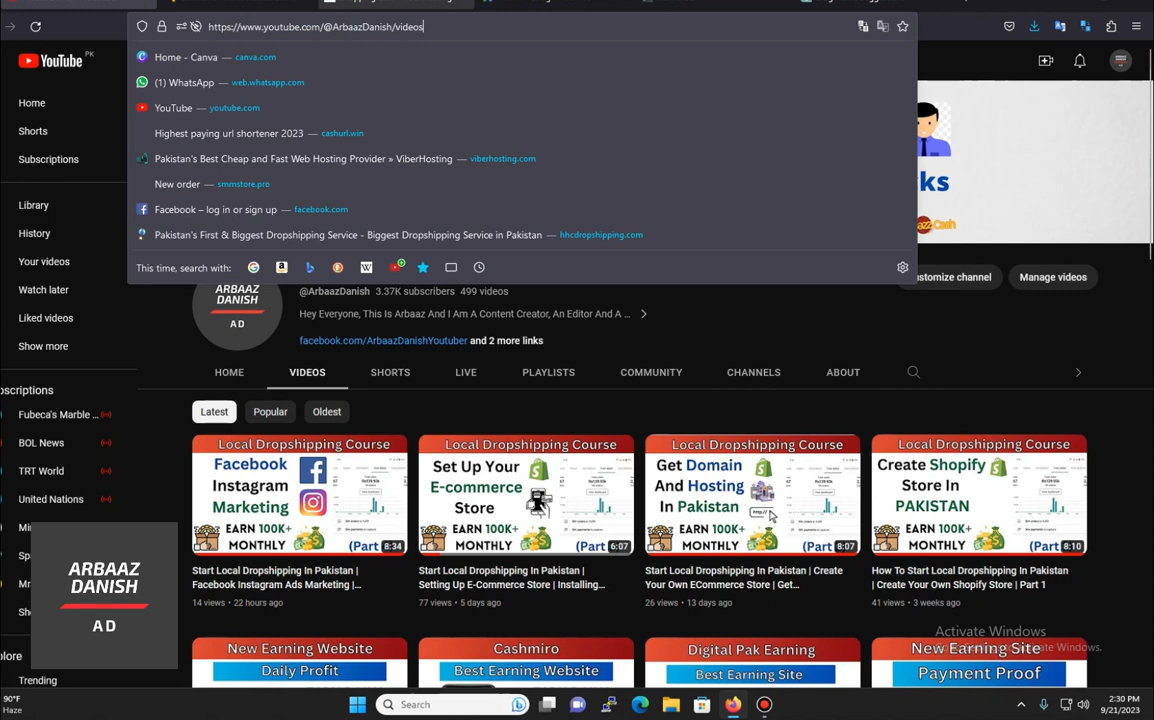 https://www.youtube.com/@ArbaazDanish/videos
Home - Canva — canva.com
(1) WhatsApp — web.whatsapp.com
YouTube — youtube.com
Highest paying url shortener 2023 — cashurl.win
Pakistan's Best Cheap and Fast Web Hosting Provider » ViberHosting — viberhosting.com
New order — smmstore.pro
Facebook – log in or sign up — facebook.com
Pakistan's First & Biggest Dropshipping Service - Biggest Dropshipping Service in Pakistan — hhcdropshipping.com
This time, search with:
YouTube PK
Home
Shorts
Subscriptions
Library
History
Your videos
Watch later
Liked videos
Show more
Fubeca's Marble ...
BOL News
TRT World
United Nations
Trending
ARBAAZ
DANISH
AD
@ArbaazDanish 3.37K subscribers 499 videos
Hey Everyone, This Is Arbaaz And I Am A Content Creator, An Editor And A ...
facebook.com/ArbaazDanishYoutuber and 2 more links
Manage videos
HOME VIDEOS SHORTS LIVE PLAYLISTS COMMUNITY CHANNELS ABOUT
Latest Popular Oldest
Local Dropshipping Course
Facebook
Instagram
Marketing
EARN 100K+
MONTHLY
(Part
8:34
Start Local Dropshipping In Pakistan |
Facebook Instagram Ads Marketing |...
14 views • 22 hours ago
Local Dropshipping Course
Set Up Your
E-commerce
Store
EARN 100K+
MONTHLY
(Part
6:07
Start Local Dropshipping In Pakistan |
Setting Up E-Commerce Store | Installing...
77 views • 5 days ago
Local Dropshipping Course
Get Domain
And Hosting
In Pakistan
http://
EARN 100K+
MONTHLY
(Part
8:07
Start Local Dropshipping In Pakistan | Create
Your Own ECommerce Store | Get...
26 views • 13 days ago
Local Dropshipping Course
Create Shopify
Store In
PAKISTAN
EARN 100K+
MONTHLY
(Part
8:10
How To Start Local Dropshipping In Pakistan
| Create Your Own Shopify Store | Part 1
41 views • 3 weeks ago
New Earning Website
Daily Profit
Cashmiro
Best Earning Website
Digital Pak Earning
Best Earning Site
New Earning Site
Payment Proof
Activate Windows
ARBAAZ
DANISH
AD
90°F
Haze
Search
2:30 PM
9/21/2023